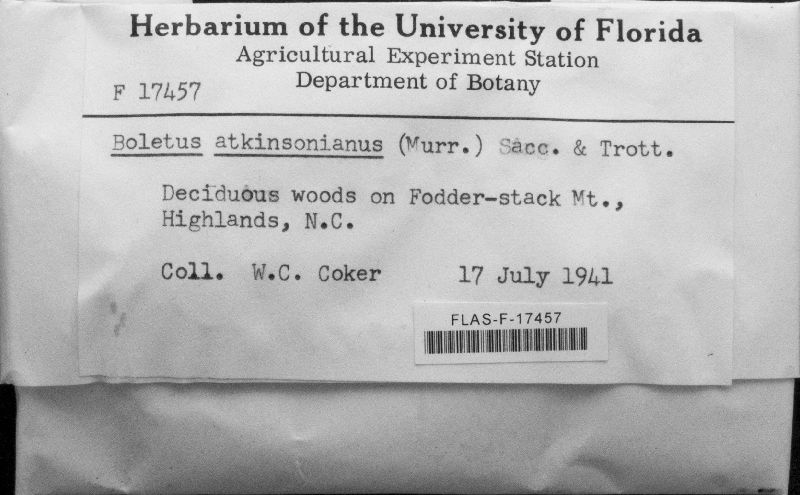 Herbarium of the University of Florida
Agricultural Experiment Station
Department of Botany
F 17457
Boletus atkinsonianus (Murr.) Sacc. & Trott.
Deciduous woods on Fodder-stack Mt.,
Highlands, N.C.
Coll. W.C. Coker 17 July 1941
FLAS-F-17457